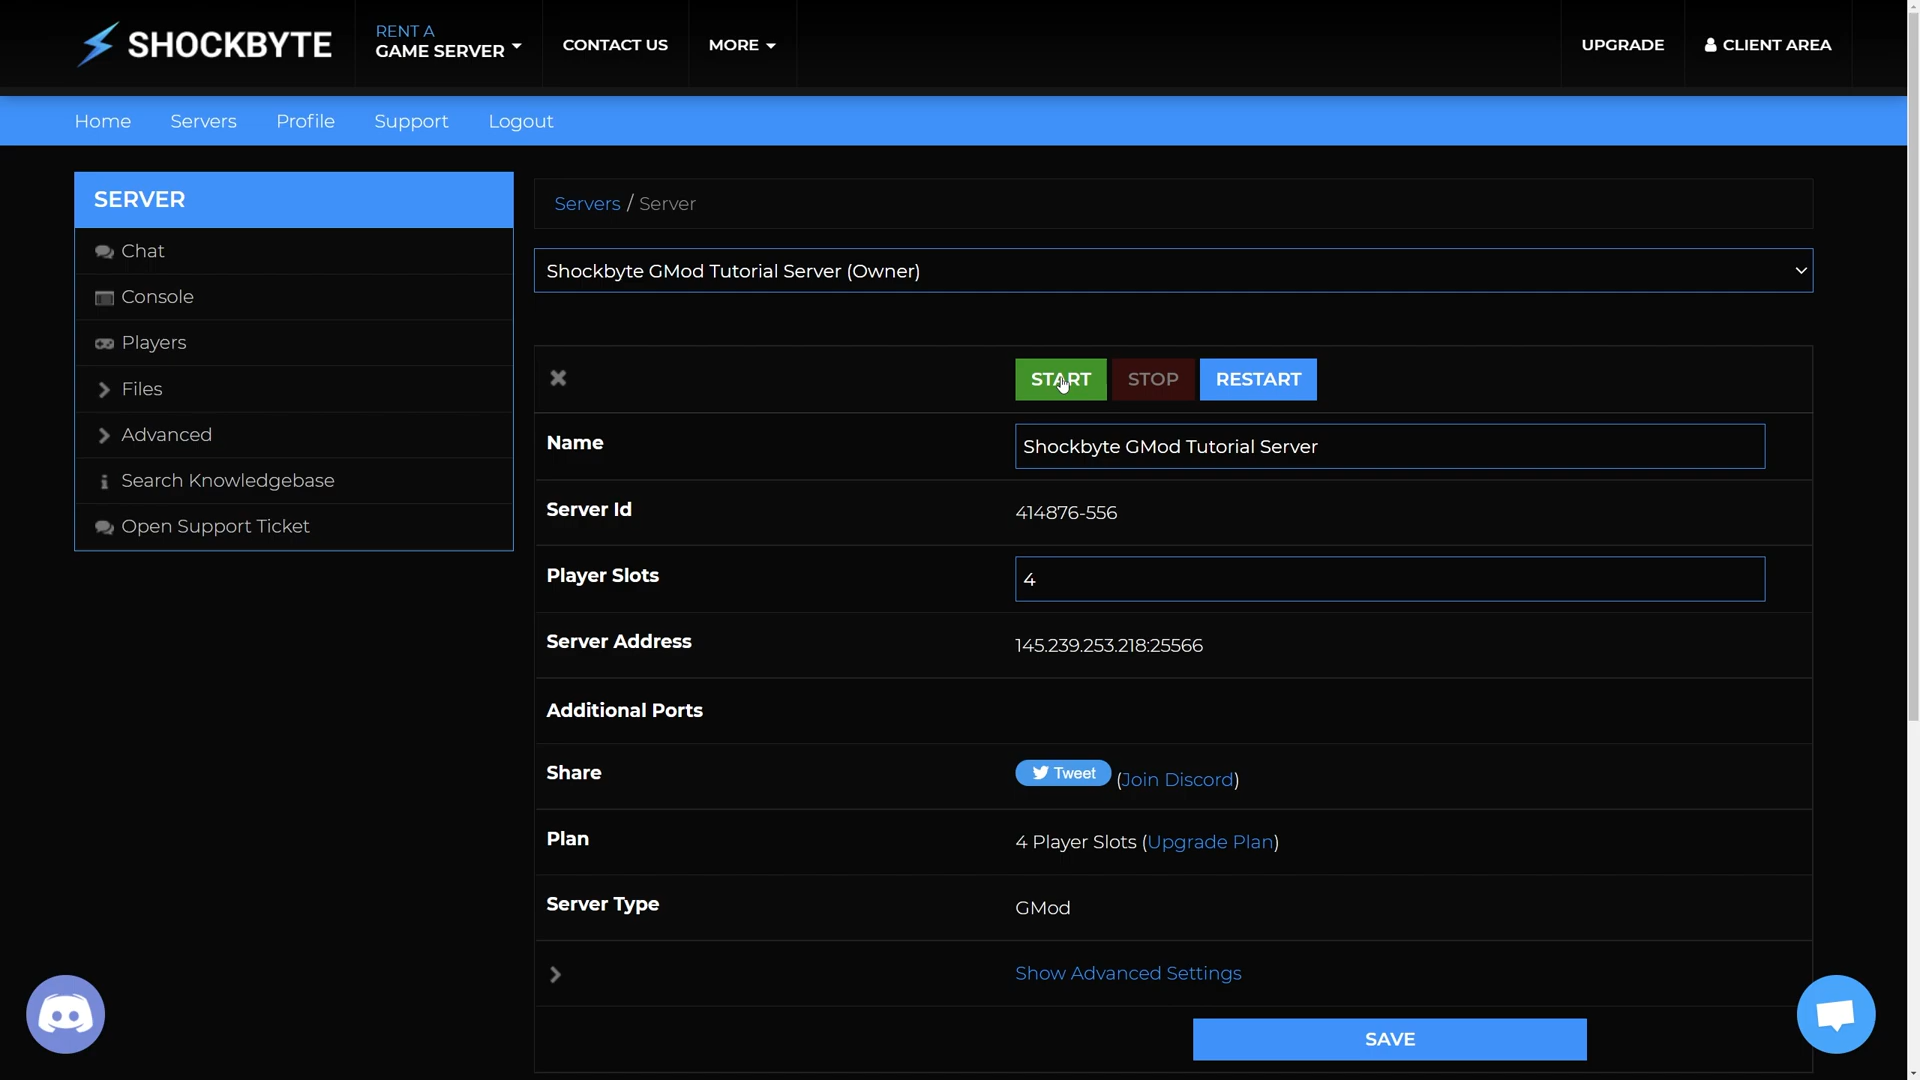 SHOCKBYTE
RENT A
GAME SERVER
CONTACT US
MORE
UPGRADE
CLIENT AREA
Home
Servers
Profile
Support
Logout
SERVER
Chat
Console
Players
Files
Advanced
Search Knowledgebase
Open Support Ticket
Servers / Server
Shockbyte GMod Tutorial Server (Owner)
START
STOP
RESTART
Name
Shockbyte GMod Tutorial Server
Server Id
414876-556
Player Slots
4
Server Address
145.239.253.218:25566
Additional Ports
Share
Tweet (Join Discord)
Plan
4 Player Slots (Upgrade Plan)
Server Type
GMod
Show Advanced Settings
SAVE